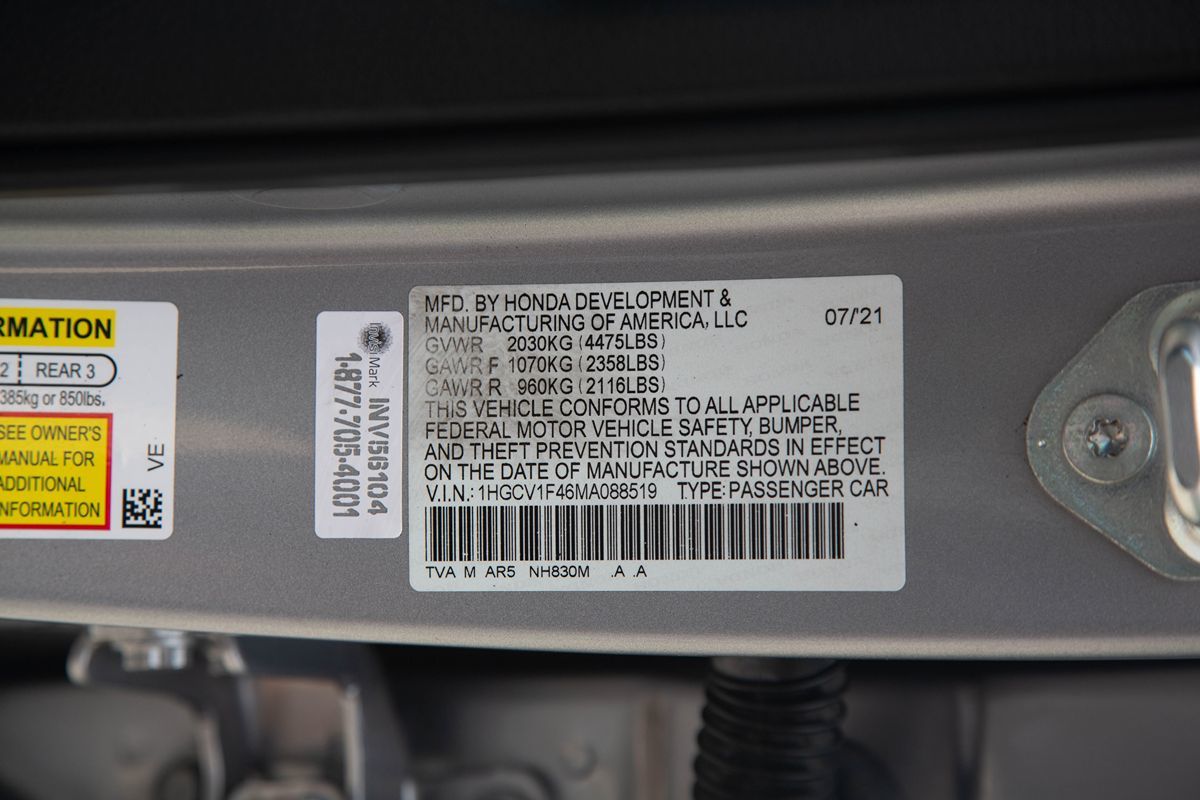 RMATION
2 REAR 3
385kg or 850lbs.
SEE OWNER'S
MANUAL FOR
ADDITIONAL
INFORMATION
VE
Mark INV56104
1-877-705-4001
MFD. BY HONDA DEVELOPMENT &
MANUFACTURING OF AMERICA, LLC 07/'21
GVWR 2030KG (4475LBS)
GAWR F 1070KG (2358LBS)
GAWR R 960KG (2116LBS)
THIS VEHICLE CONFORMS TO ALL APPLICABLE
FEDERAL MOTOR VEHICLE SAFETY, BUMPER,
AND THEFT PREVENTION STANDARDS IN EFFECT
ON THE DATE OF MANUFACTURE SHOWN ABOVE.
V.I.N.: 1HGCV1F46MA088519 TYPE: PASSENGER CAR
TVA M AR5 NH830M .A .A